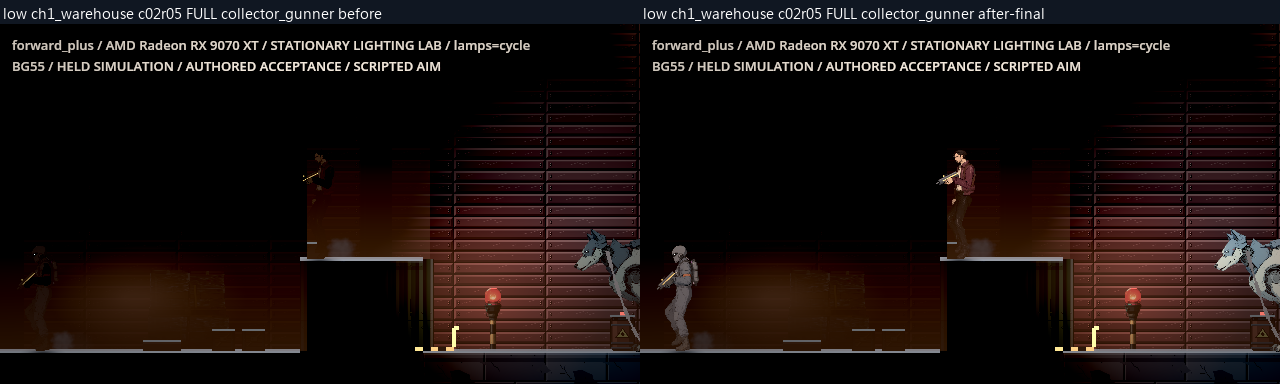 low ch1_warehouse c02r05 FULL collector_gunner before
forward_plus / AMD Radeon RX 9070 XT / STATIONARY LIGHTING LAB / lamps=cycle
BG55 / HELD SIMULATION / AUTHORED ACCEPTANCE / SCRIPTED AIM
low ch1_warehouse c02r05 FULL collector_gunner after-final
forward_plus / AMD Radeon RX 9070 XT / STATIONARY LIGHTING LAB / lamps=cycle
BG55 / HELD SIMULATION / AUTHORED ACCEPTANCE / SCRIPTED AIM